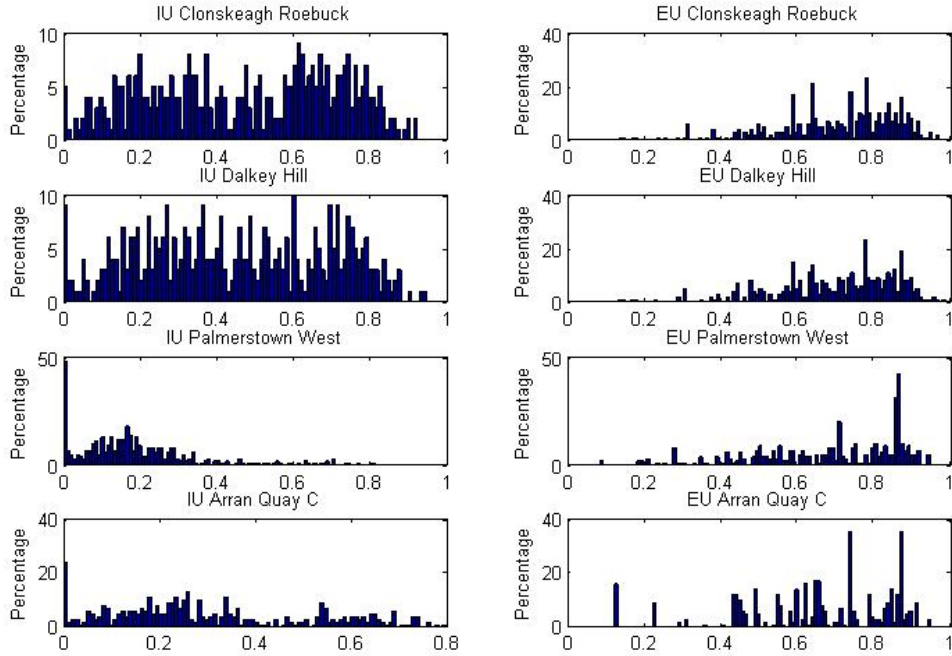 IU Clonskeagh Roebuck
EU Clonskeagh Roebuck
Percentage
10
5
0
0 0.2 0.4 0.6 0.8 1
Percentage
40
20
0
0 0.2 0.4 0.6 0.8 1
IU Dalkey Hill
EU Dalkey Hill
Percentage
10
5
0
0 0.2 0.4 0.6 0.8 1
Percentage
40
20
0
0 0.2 0.4 0.6 0.8 1
IU Palmerstown West
EU Palmerstown West
Percentage
50
0
0 0.2 0.4 0.6 0.8 1
Percentage
50
0
0 0.2 0.4 0.6 0.8 1
IU Arran Quay C
EU Arran Quay C
Percentage
40
20
0
0 0.2 0.4 0.6 0.8
Percentage
40
20
0
0 0.2 0.4 0.6 0.8 1